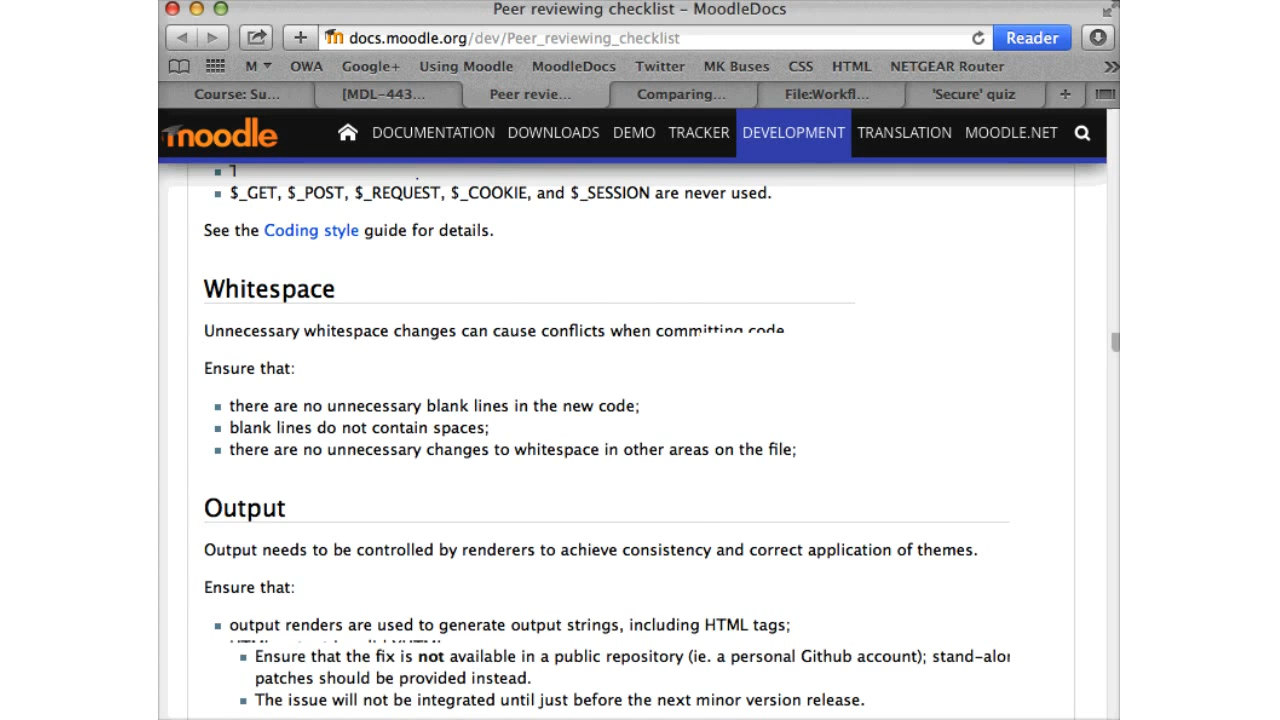 Peer reviewing checklist – MoodleDocs
docs.moodle.org/dev/Peer_reviewing_checklist
Reader
M ▾ OWA Google+ Using Moodle MoodleDocs Twitter MK Buses CSS HTML NETGEAR Router
Course: Su... [MDL-443... Peer revie... Comparing... File:Workfl... 'Secure' quiz
moodle DOCUMENTATION DOWNLOADS DEMO TRACKER DEVELOPMENT TRANSLATION MOODLE.NET
$_GET, $_POST, $_REQUEST, $_COOKIE, and $_SESSION are never used.
See the Coding style guide for details.
Whitespace
Unnecessary whitespace changes can cause conflicts when committing code
Ensure that:
there are no unnecessary blank lines in the new code;
blank lines do not contain spaces;
there are no unnecessary changes to whitespace in other areas on the file;
Output
Output needs to be controlled by renderers to achieve consistency and correct application of themes.
Ensure that:
output renders are used to generate output strings, including HTML tags;
Ensure that the fix is not available in a public repository (ie. a personal Github account); stand-alon
patches should be provided instead.
The issue will not be integrated until just before the next minor version release.